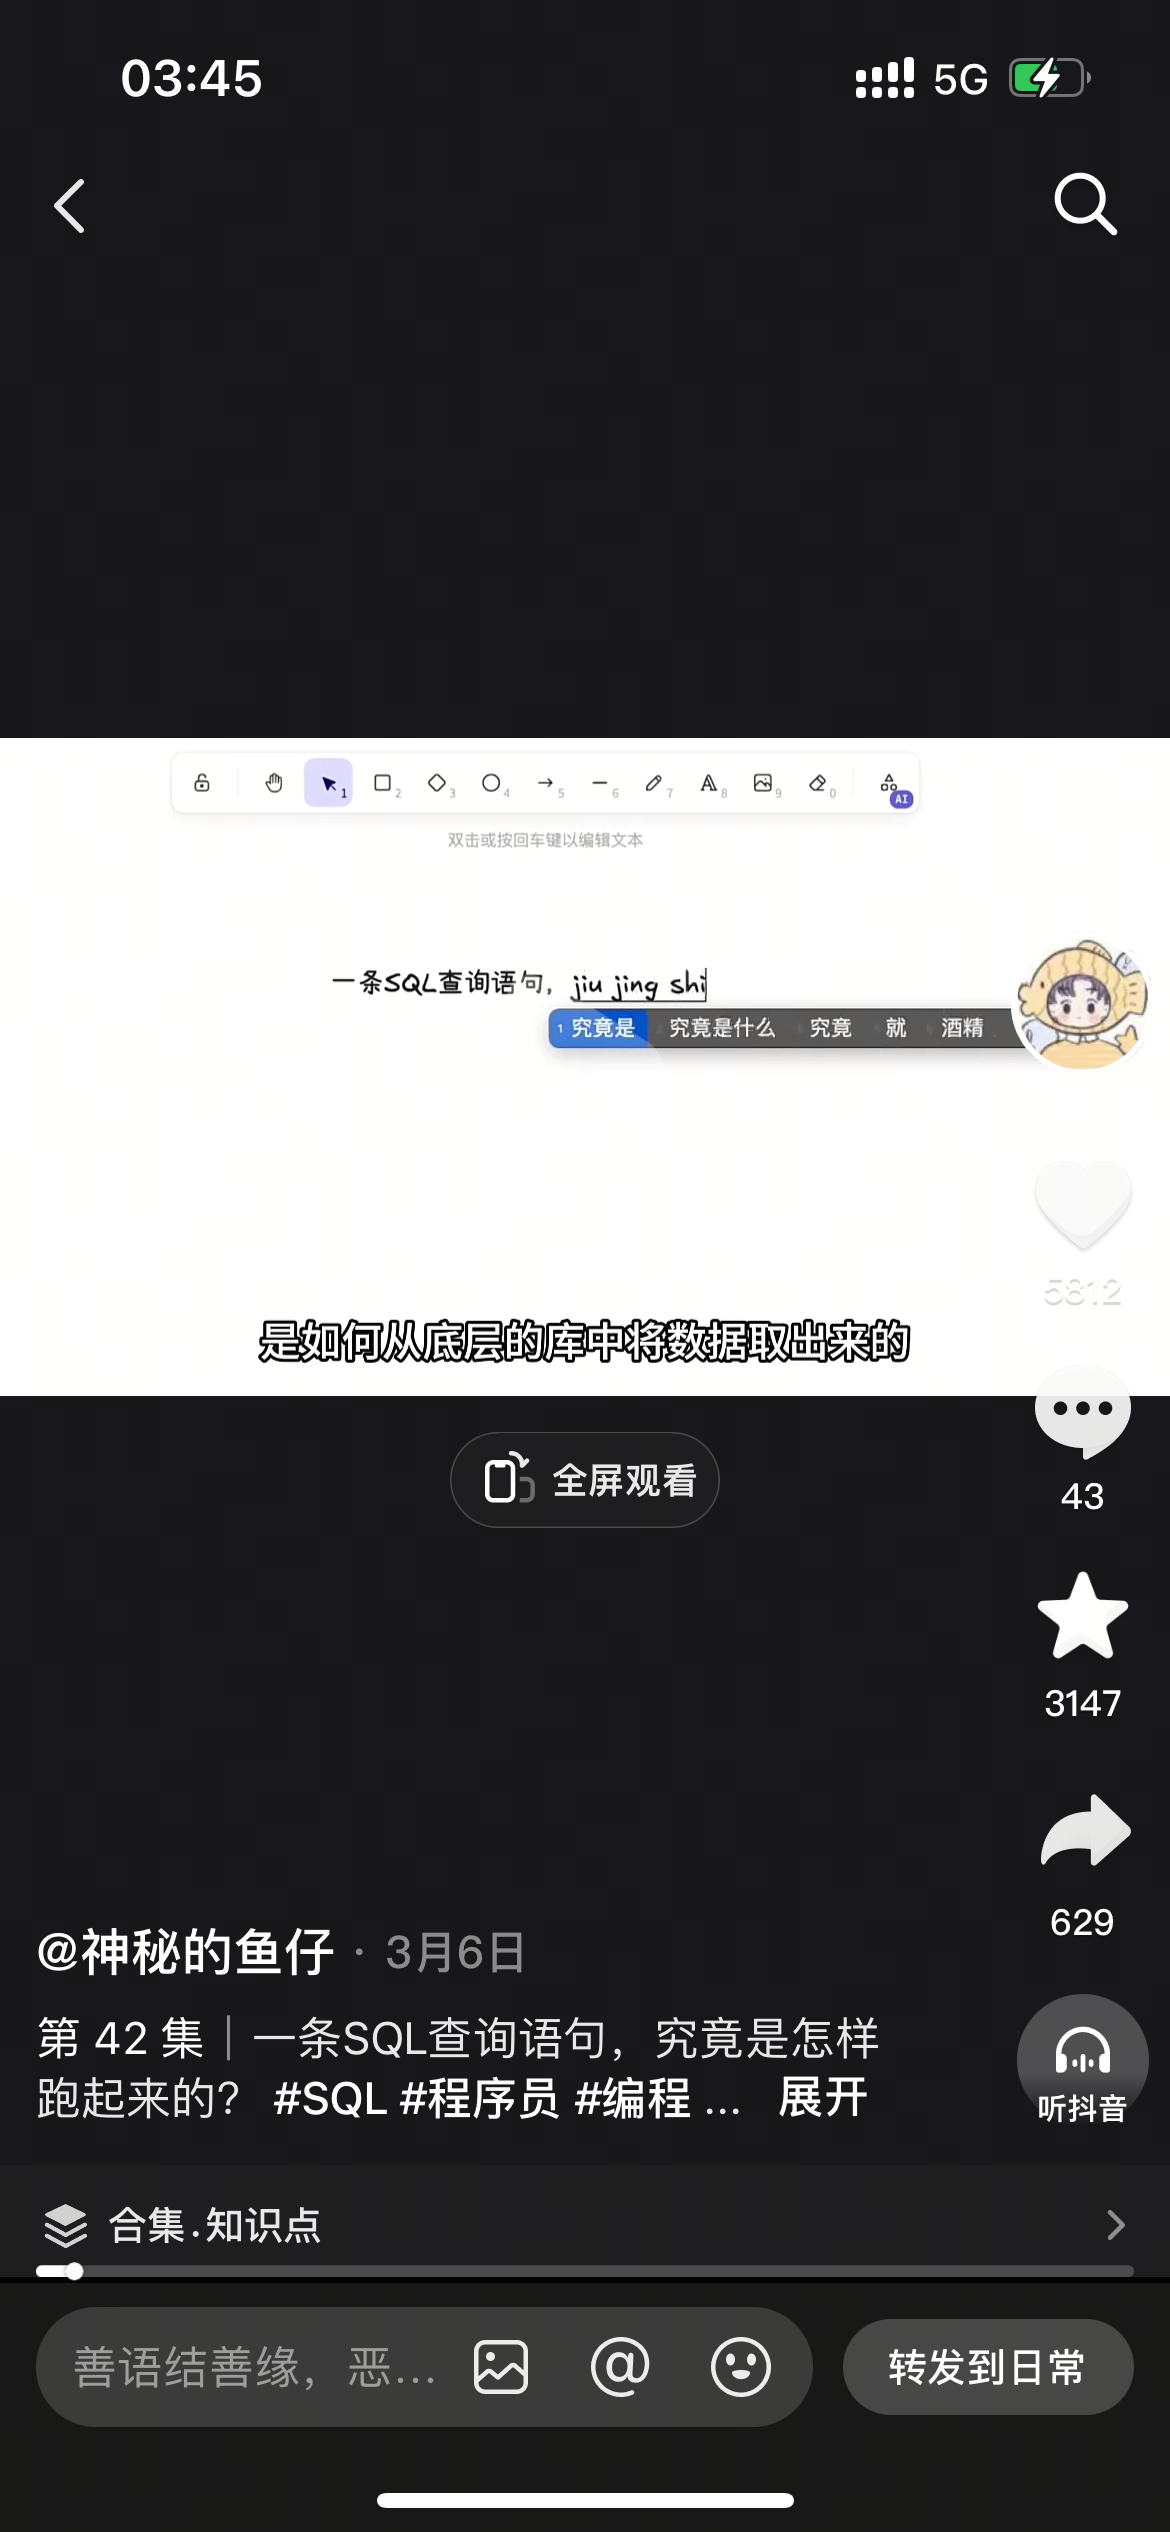 03:45
5G
1
2
3
4
5
6
7
A 8
9
0
AI
双击或按回车键以编辑文本
一条SQL查询语句，jiu jing shi
1 究竟是 究竟是什么 究竟 就 酒精
5812
是如何从底层的库中将数据取出来的
全屏观看
43
3147
629
@神秘的鱼仔 · 3月6日
第 42 集｜一条SQL查询语句，究竟是怎样
跑起来的？ #SQL #程序员 #编程 ... 展开
听抖音
合集.知识点
善语结善缘，恶...
@
转发到日常